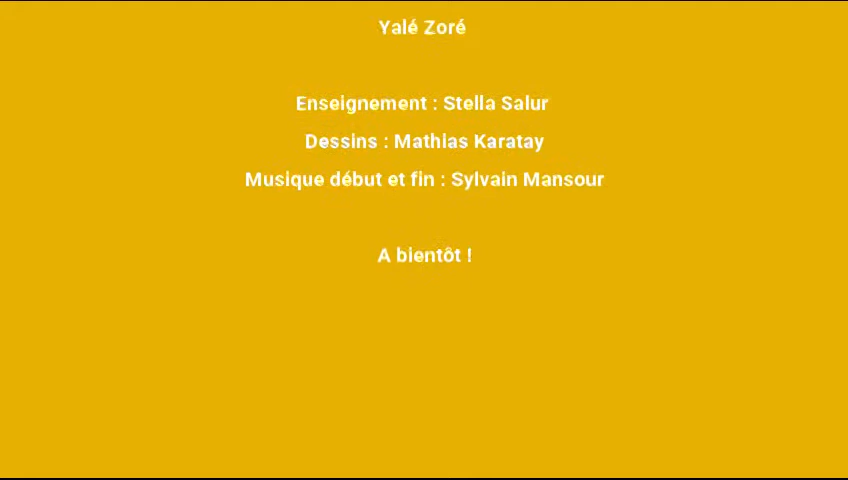 Yalé Zoré
Enseignement : Stella Salur
Dessins : Mathias Karatay
Musique début et fin : Sylvain Mansour
A bientôt !